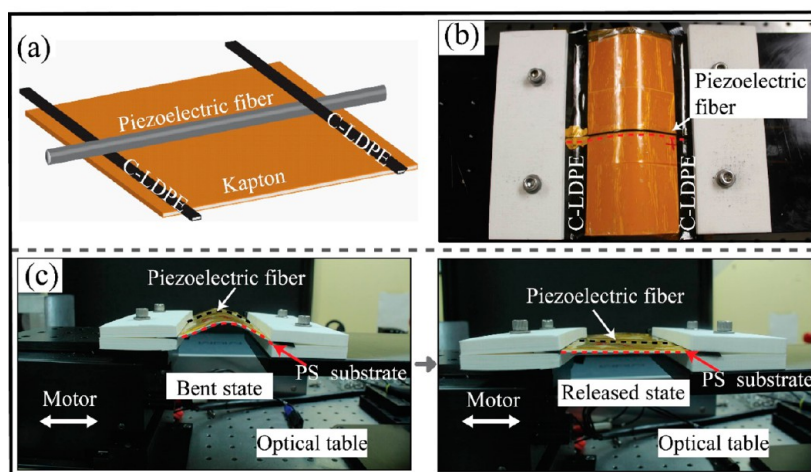 (a)
Piezoelectric fiber
C-LDPE
C-LDPE
Kapton
(b)
Piezoelectric
fiber
C-LDPE
C-LDPE
(c)
Piezoelectric fiber
PS substrate
Bent state
Motor
Optical table
Piezoelectric fiber
PS substrate
Released state
Motor
Optical table